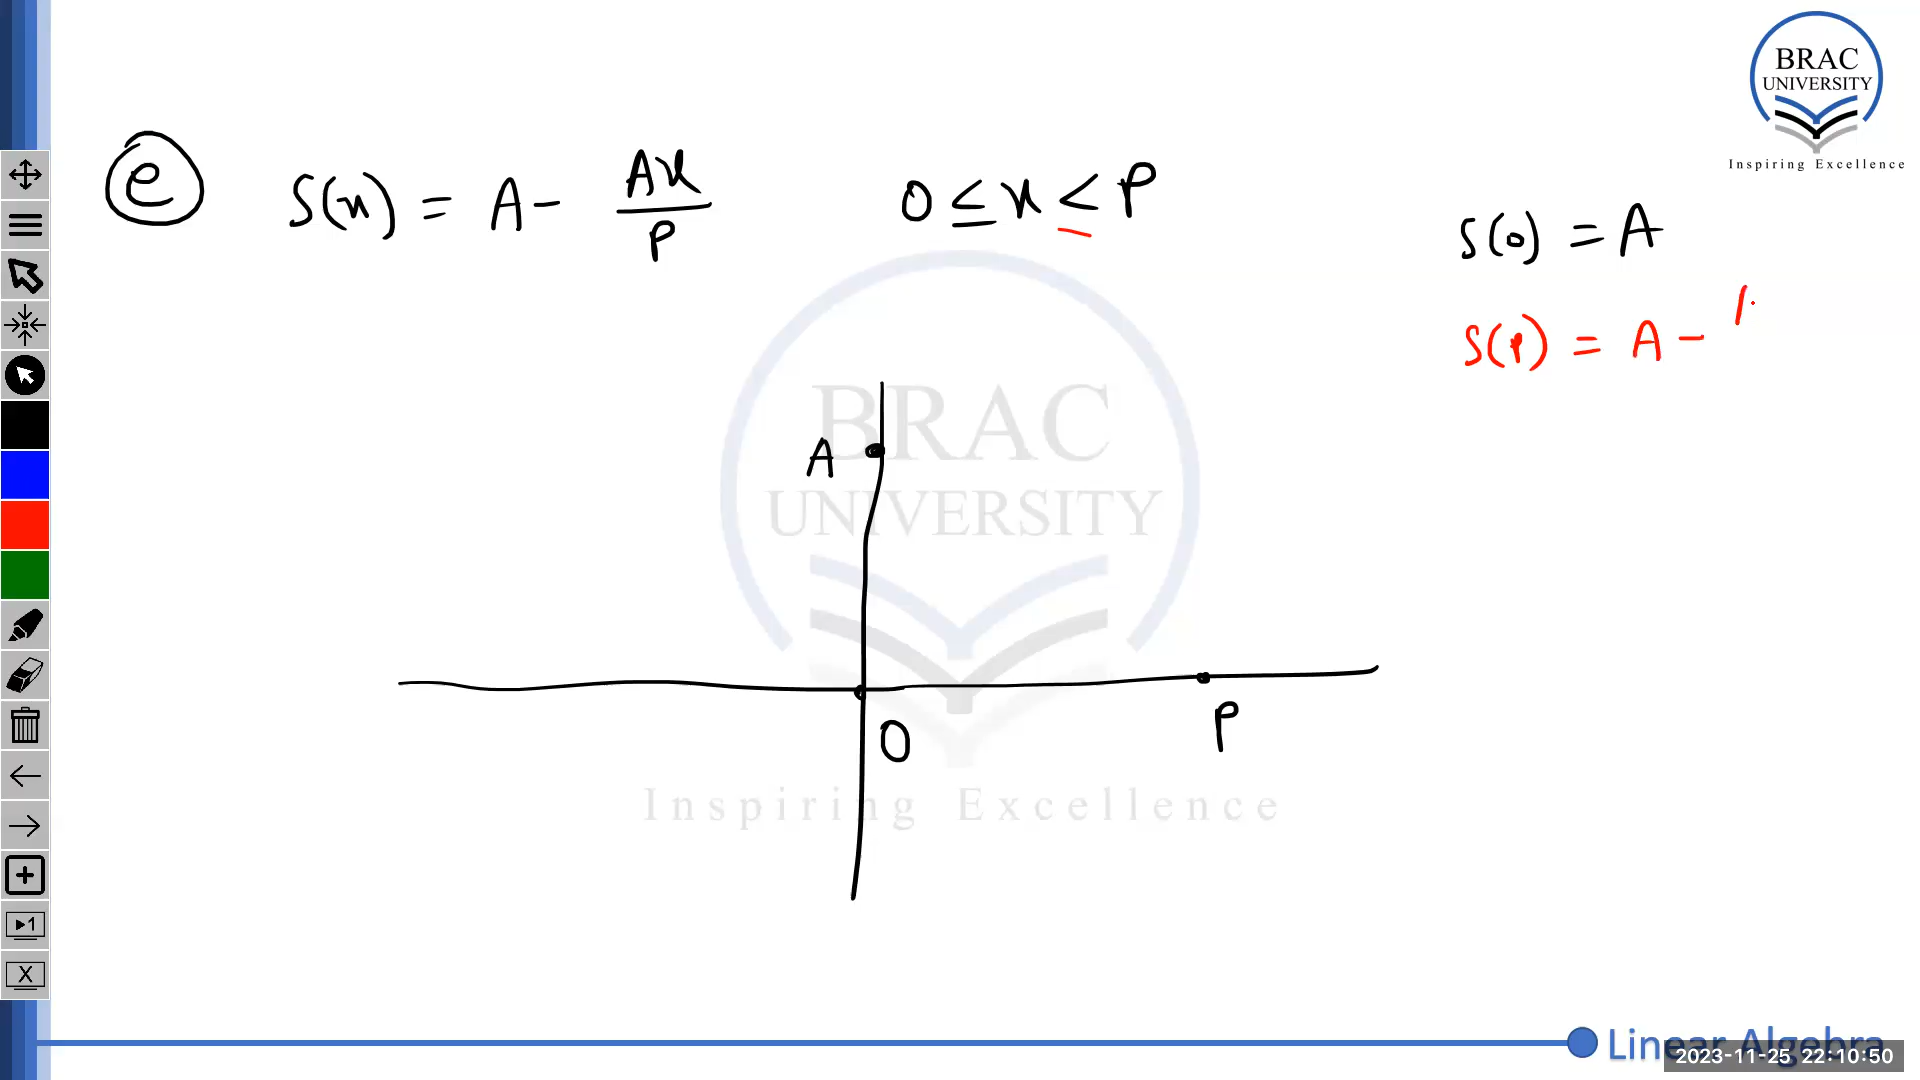 BRAC
UNIVERSITY
Inspiring Excellence
e S(x) = A - Ax/P 0 ≤ x < P
S(0) = A
S(P) = A -
BRAC
A
UNIVERSITY
O P
Inspiring Excellence
1
X
Linear Algebra
2023-11-25 22:10:50